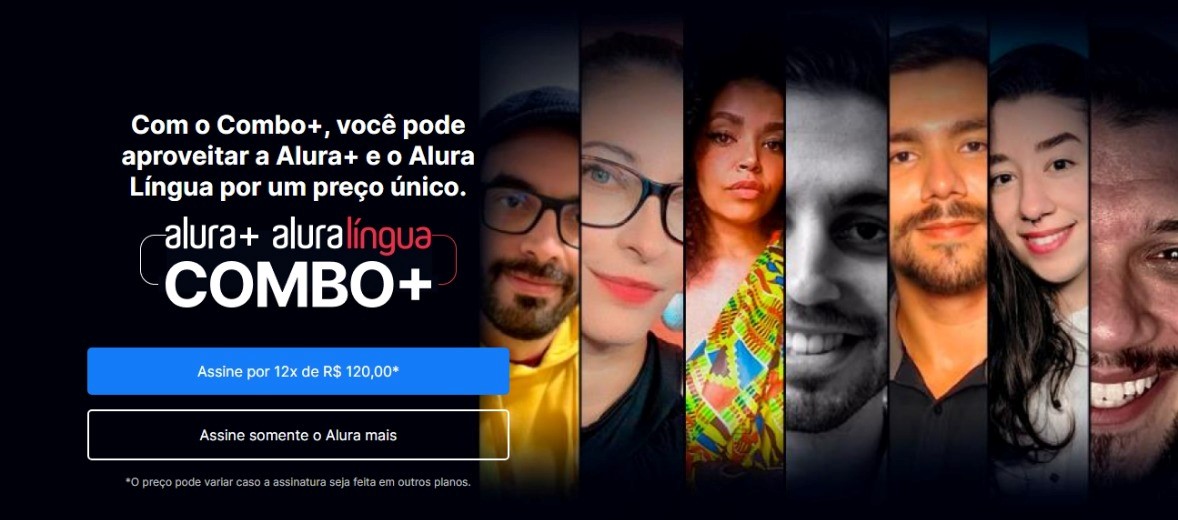 Com o Combo+, você pode
aproveitar a Alura+ e o Alura
Língua por um preço único.
alura+ aluralíngua
COMBO+
Assine por 12x de R$ 120,00*
Assine somente o Alura mais
*O preço pode variar caso a assinatura seja feita em outros planos.